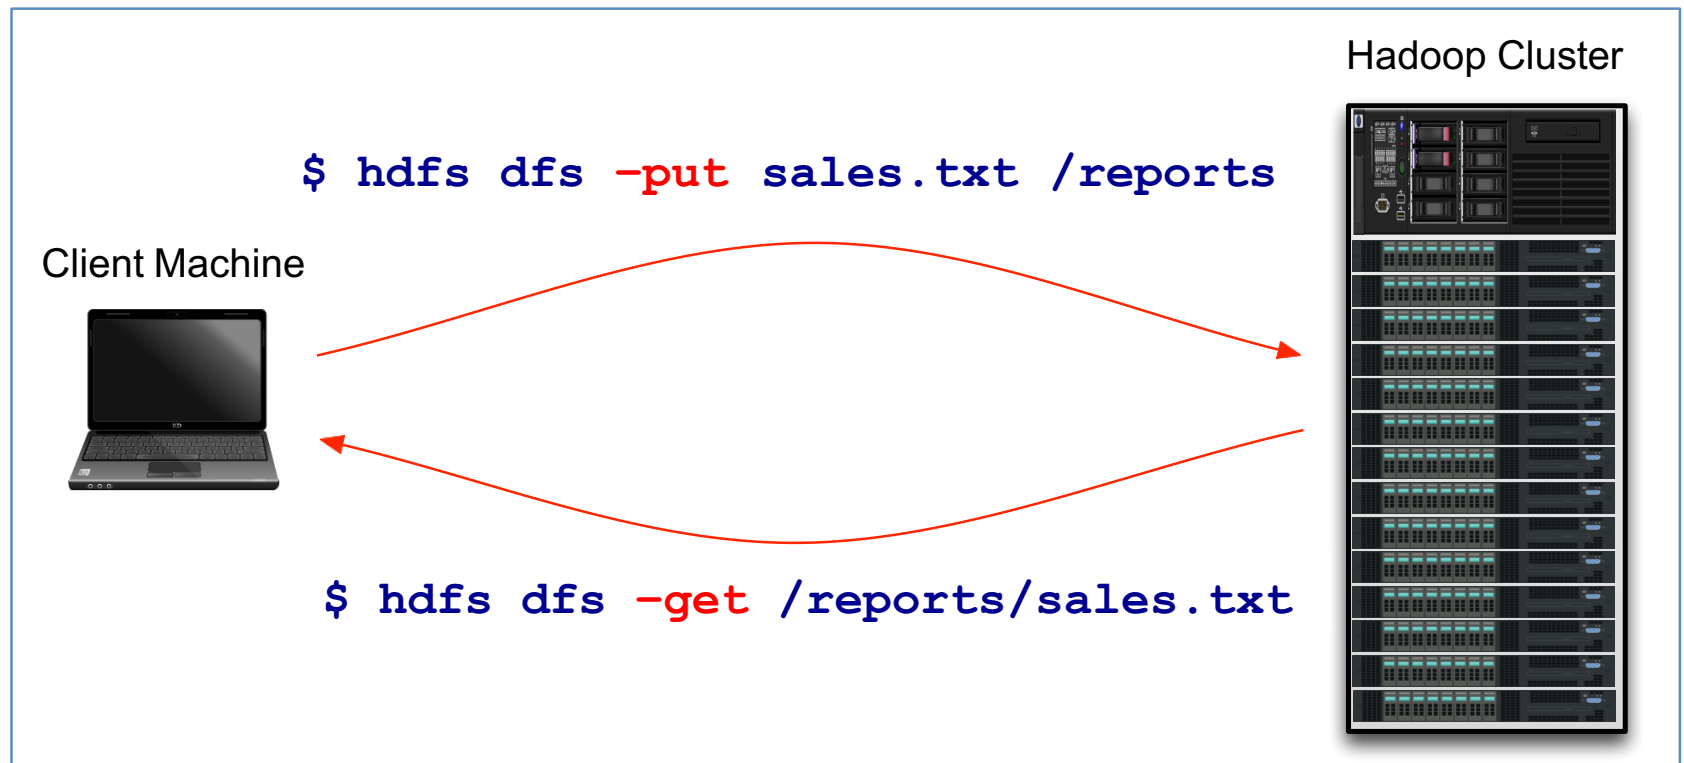 Hadoop Cluster
$ hdfs dfs –put sales.txt /reports
Client Machine
$ hdfs dfs –get /reports/sales.txt